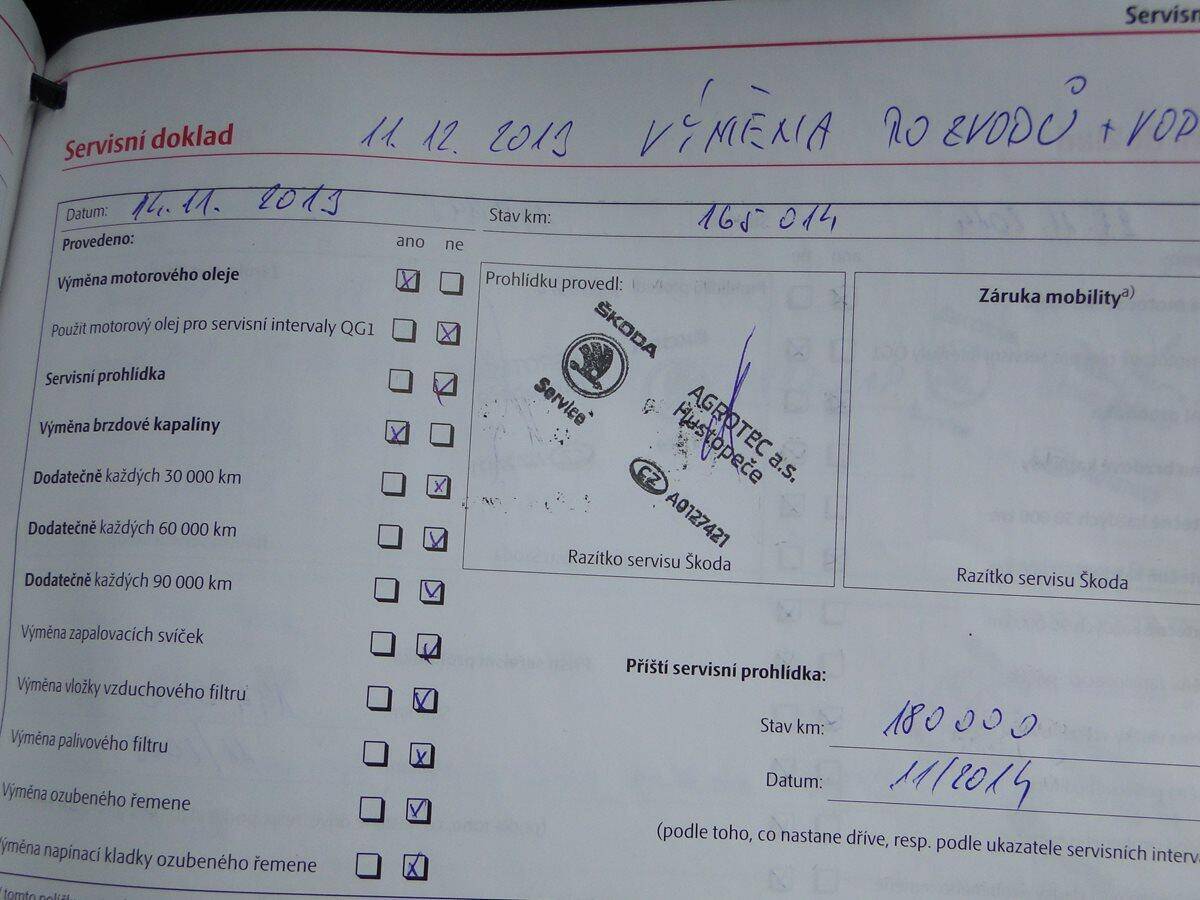 Servisn
Servisní doklad 11. 12. 2013 VÝMĚNA ROZVODŮ + VOD
Datum: 14. 11. 2013 Stav km: 165 014
Provedeno: ano ne
Výměna motorového oleje
Použit motorový olej pro servisní intervaly QG1
Servisní prohlídka
Výměna brzdové kapaliny
Dodatečně každých 30 000 km
Dodatečně každých 60 000 km
Dodatečně každých 90 000 km
Výměna zapalovacích svíček
Výměna vložky vzduchového filtru
Výměna palivového filtru
Výměna ozubeného řemene
Výměna napínací kladky ozubeného řemene
Prohlídku provedl:
ŠKODA
Service
AGROTEC a.s.
Hustopeče
CZ A0127421
Razítko servisu Škoda
Záruka mobility a)
Razítko servisu Škoda
Příští servisní prohlídka:
Stav km: 180 000
Datum: 11/2014
(podle toho, co nastane dříve, resp. podle ukazatele servisních interva